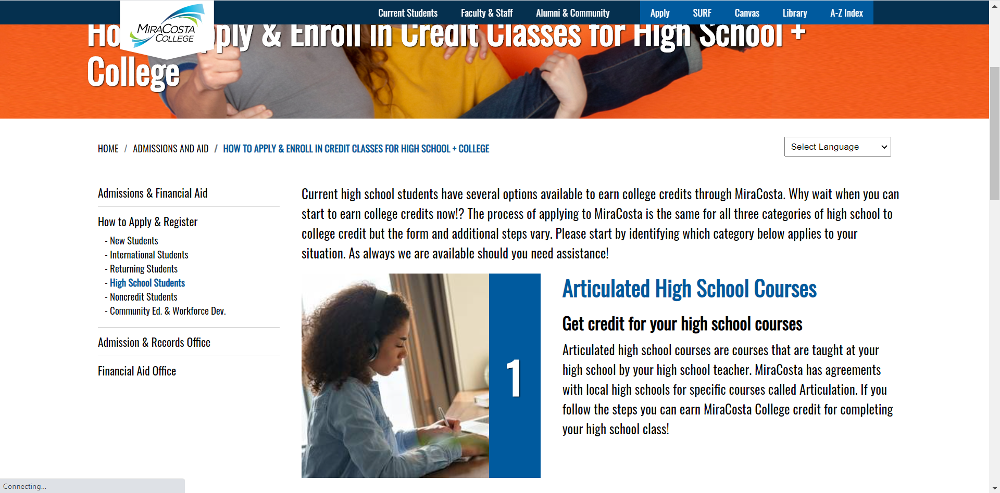 Current Students Faculty & Staff Alumni & Community Apply SURF Canvas Library A-Z Index
MIRACOSTA
COLLEGE
Ho pply & Enroll in Credit Classes for High School +
College
HOME / ADMISSIONS AND AID / HOW TO APPLY & ENROLL IN CREDIT CLASSES FOR HIGH SCHOOL + COLLEGE
Select Language
Admissions & Financial Aid
How to Apply & Register
- New Students
- International Students
- Returning Students
- High School Students
- Noncredit Students
- Community Ed. & Workforce Dev.
Admission & Records Office
Financial Aid Office
Current high school students have several options available to earn college credits through MiraCosta. Why wait when you can
start to earn college credits now!? The process of applying to MiraCosta is the same for all three categories of high school to
college credit but the form and additional steps vary. Please start by identifying which category below applies to your
situation. As always we are available should you need assistance!
1
Articulated High School Courses
Get credit for your high school courses
Articulated high school courses are courses that are taught at your
high school by your high school teacher. MiraCosta has agreements
with local high schools for specific courses called Articulation. If you
follow the steps you can earn MiraCosta College credit for completing
your high school class!
Connecting...